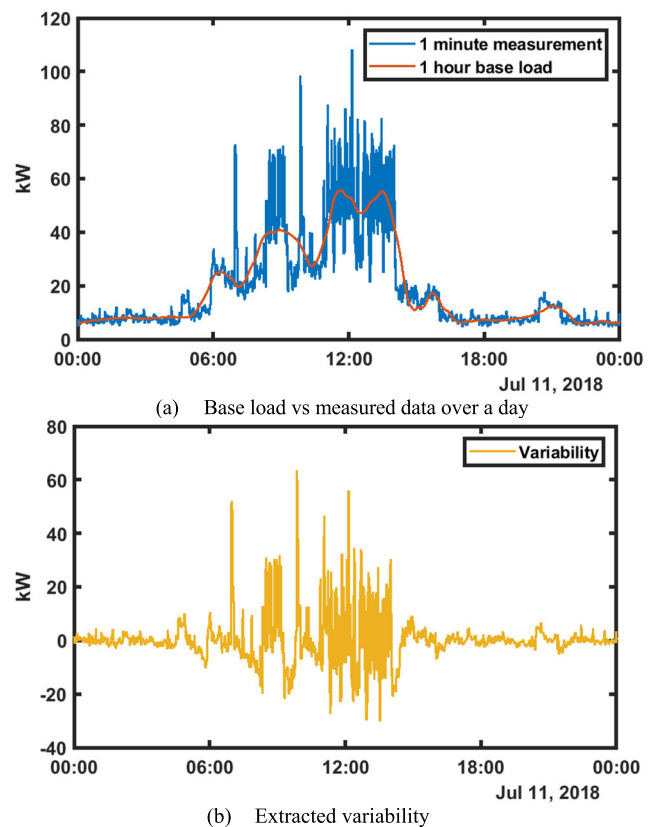 120
100
80
60
40
20
0
kW
1 minute measurement
1 hour base load
00:00 06:00 12:00 18:00 00:00
Jul 11, 2018
(a) Base load vs measured data over a day
80
60
40
20
0
-20
-40
kW
Variability
00:00 06:00 12:00 18:00 00:00
Jul 11, 2018
(b) Extracted variability